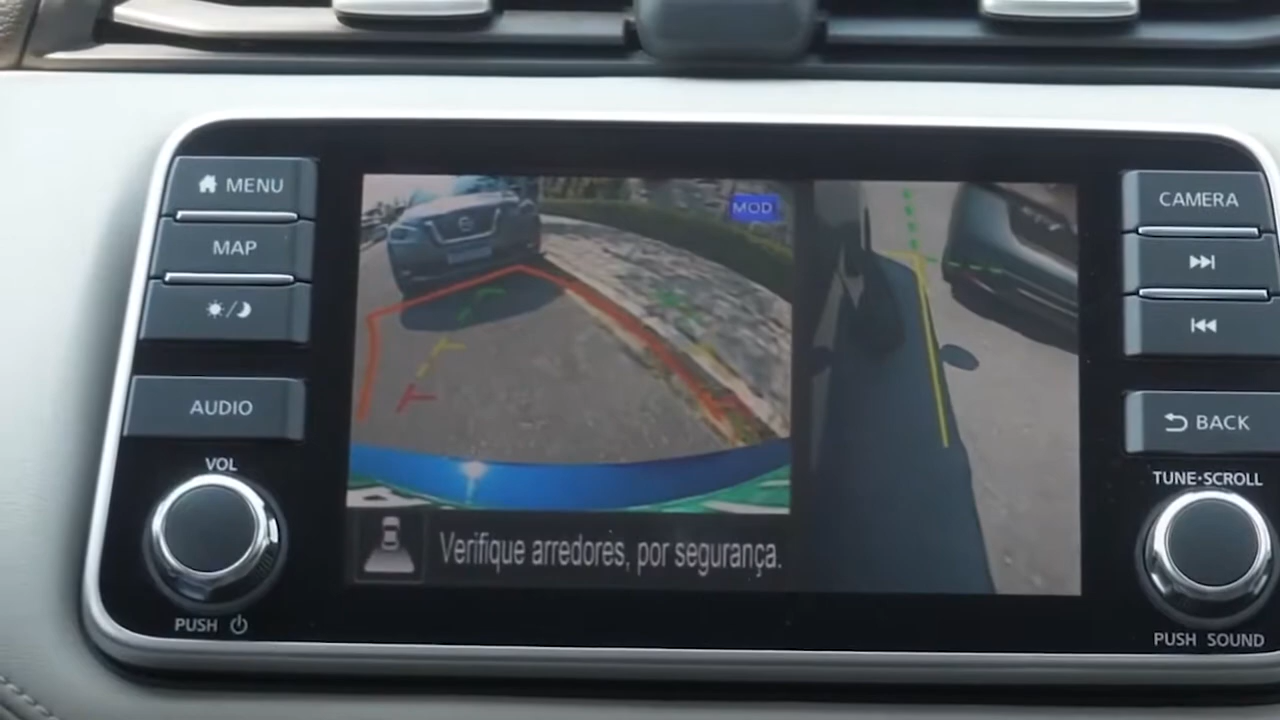 MENU
MAP
AUDIO
VOL
PUSH
MOD
Verifique arredores, por segurança.
CAMERA
BACK
TUNE·SCROLL
PUSH SOUND